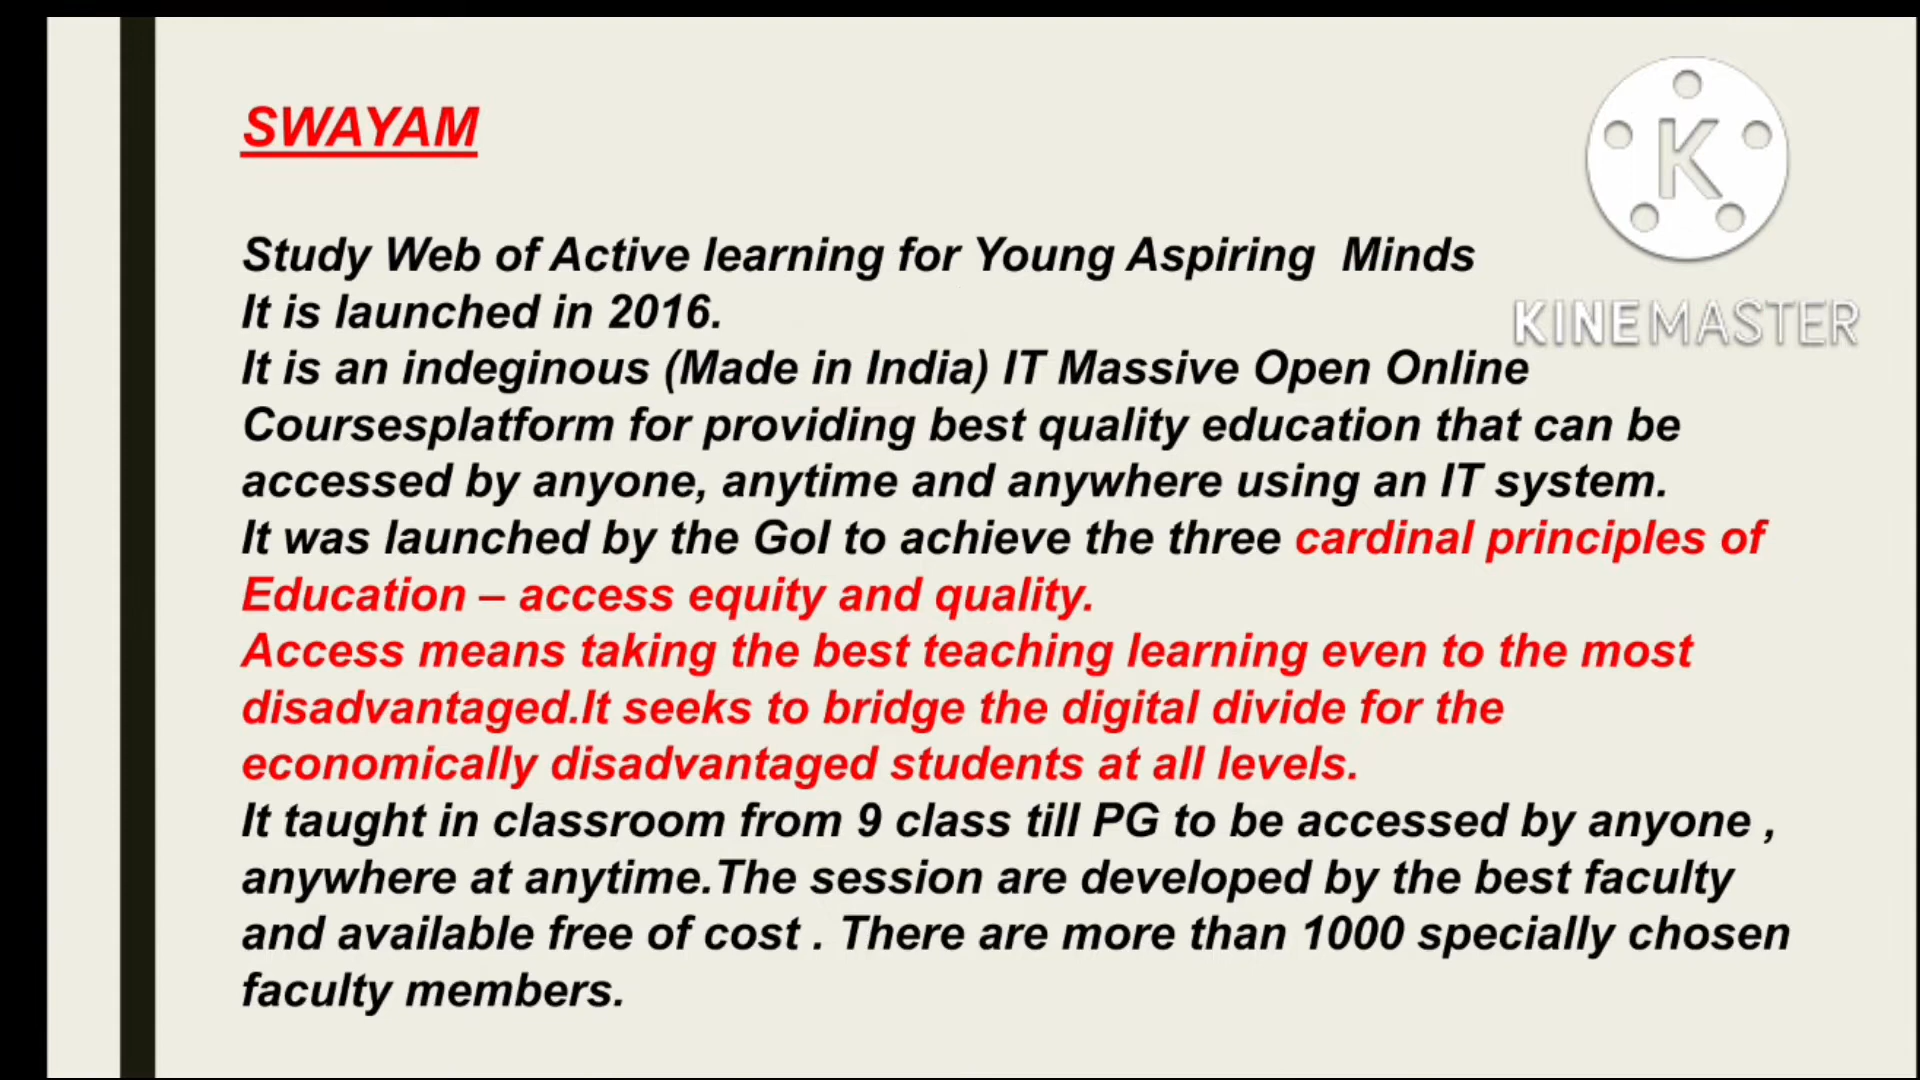 SWAYAM
K
KINEMASTER
Study Web of Active learning for Young Aspiring Minds
It is launched in 2016.
It is an indeginous (Made in India) IT Massive Open Online
Coursesplatform for providing best quality education that can be
accessed by anyone, anytime and anywhere using an IT system.
It was launched by the GoI to achieve the three cardinal principles of
Education – access equity and quality.
Access means taking the best teaching learning even to the most
disadvantaged.It seeks to bridge the digital divide for the
economically disadvantaged students at all levels.
It taught in classroom from 9 class till PG to be accessed by anyone ,
anywhere at anytime.The session are developed by the best faculty
and available free of cost . There are more than 1000 specially chosen
faculty members.